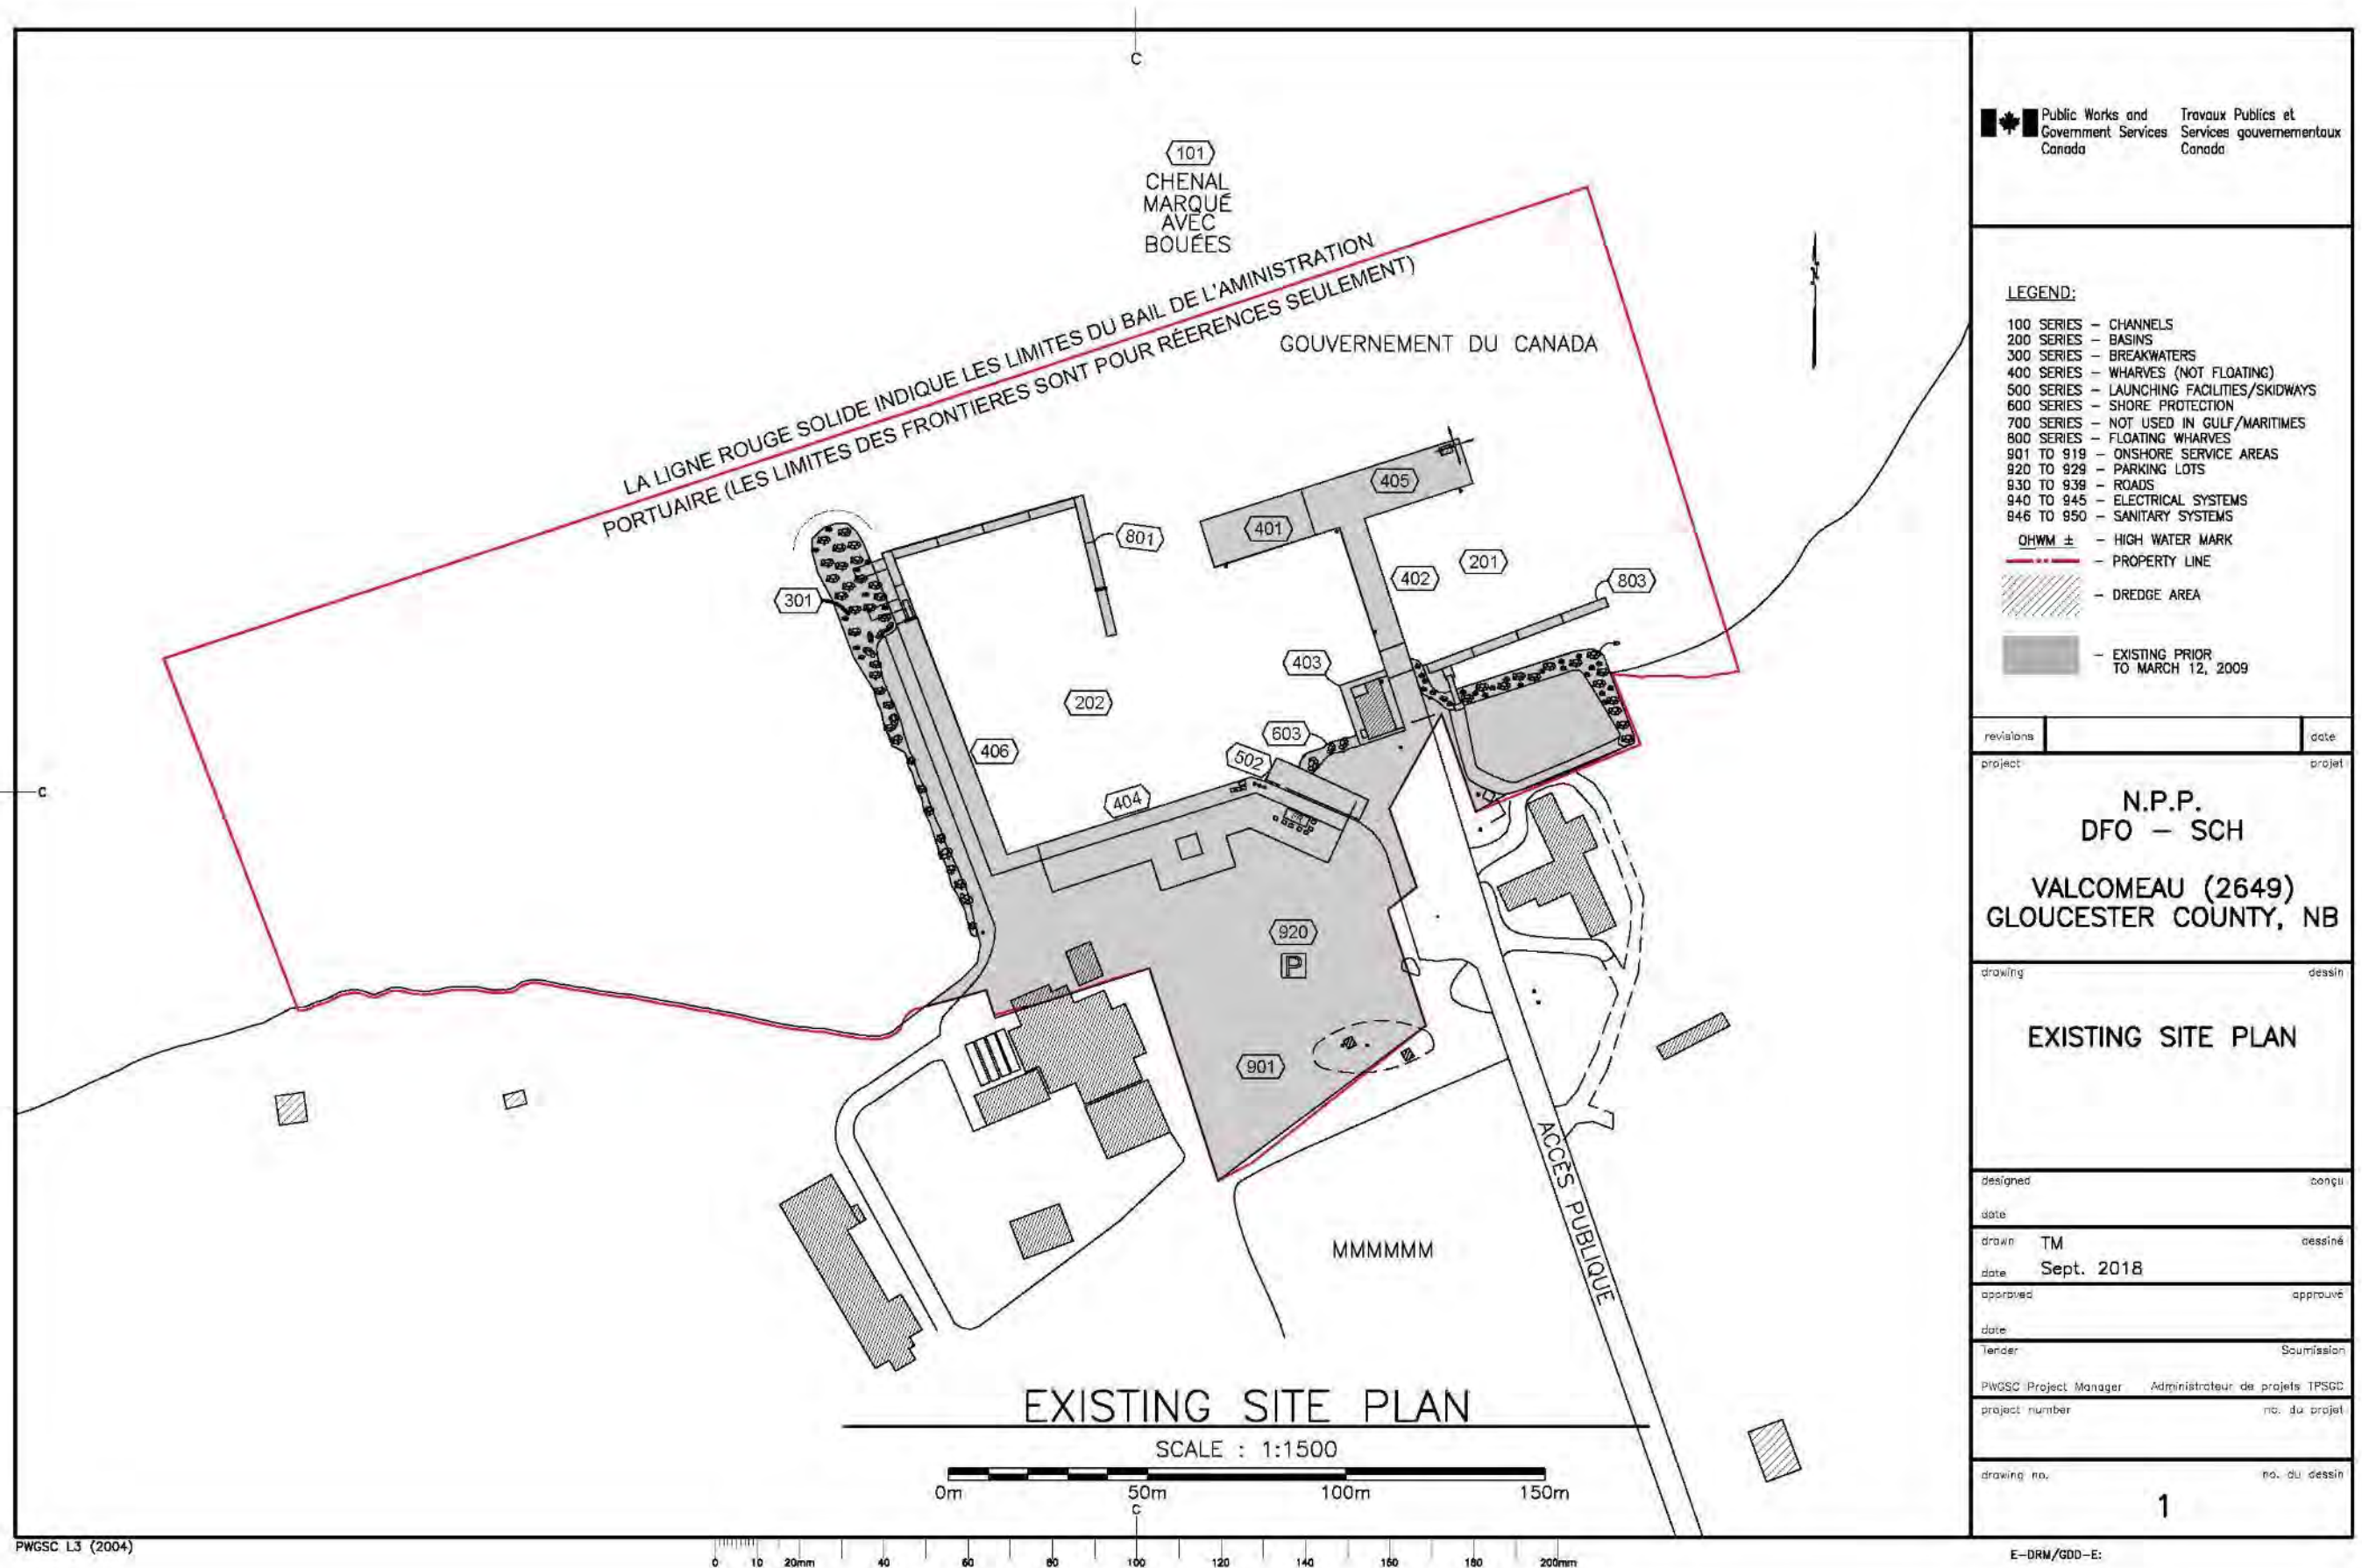 C
101
CHENAL
MARQUÉ
AVEC
BOUÉES
LA LIGNE ROUGE SOLIDE INDIQUE LES LIMITES DU BAIL DE L'AMINISTRATION
PORTUAIRE (LES LIMITES DES FRONTIERES SONT POUR RÉERENCES SEULEMENT)
GOUVERNEMENT DU CANADA
405
401
801
201
402
803
301
403
202
603
406
502
404
C
920
P
901
ACCÈS PUBLIQUE
MMMMMM
EXISTING SITE PLAN
SCALE : 1:1500
0m 50m 100m 150m
C
Public Works and
Government Services
Canada
Travaux Publics et
Services gouvernementaux
Canada
LEGEND:
100 SERIES – CHANNELS
200 SERIES – BASINS
300 SERIES – BREAKWATERS
400 SERIES – WHARVES (NOT FLOATING)
500 SERIES – LAUNCHING FACILITIES/SKIDWAYS
600 SERIES – SHORE PROTECTION
700 SERIES – NOT USED IN GULF/MARITIMES
800 SERIES – FLOATING WHARVES
901 TO 919 – ONSHORE SERVICE AREAS
920 TO 929 – PARKING LOTS
930 TO 939 – ROADS
940 TO 945 – ELECTRICAL SYSTEMS
946 TO 950 – SANITARY SYSTEMS
OHWM ± – HIGH WATER MARK
– PROPERTY LINE
– DREDGE AREA
– EXISTING PRIOR
TO MARCH 12, 2009
revisions date
project projet
N.P.P.
DFO – SCH
VALCOMEAU (2649)
GLOUCESTER COUNTY, NB
drawing dessin
EXISTING SITE PLAN
designed conçu
date
drawn TM dessiné
date Sept. 2018
approved approuvé
date
Tender Soumission
PWGSC Project Manager Administrateur de projets TPSGC
project number no. du projet
drawing no. no. du dessin
1
PWGSC L3 (2004)
0 10 20mm 40 60 80 100 120 140 160 180 200mm
E–DRM/GDD–E: